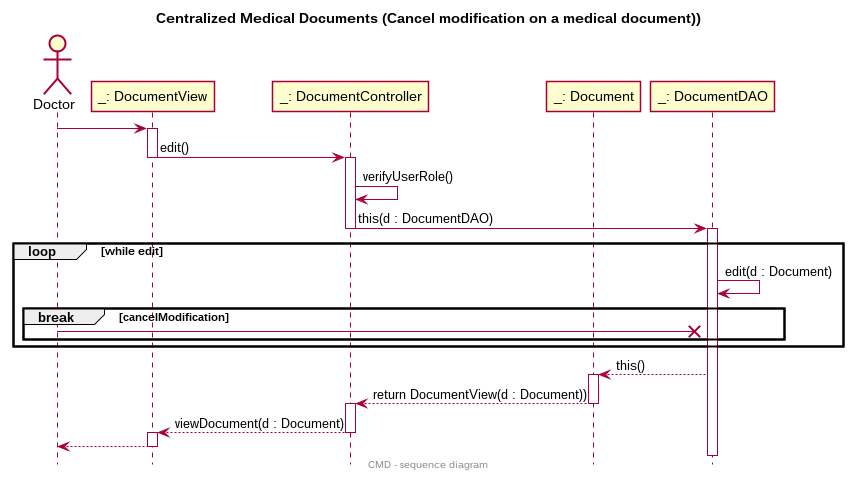 Centralized Medical Documents (Cancel modification on a medical document))
Doctor
_: DocumentView
_: DocumentController
_: Document
_: DocumentDAO
edit()
verifyUserRole()
this(d : DocumentDAO)
loop [while edit]
edit(d : Document)
break [cancelModification]
this()
return DocumentView(d : Document))
viewDocument(d : Document)
CMD - sequence diagram